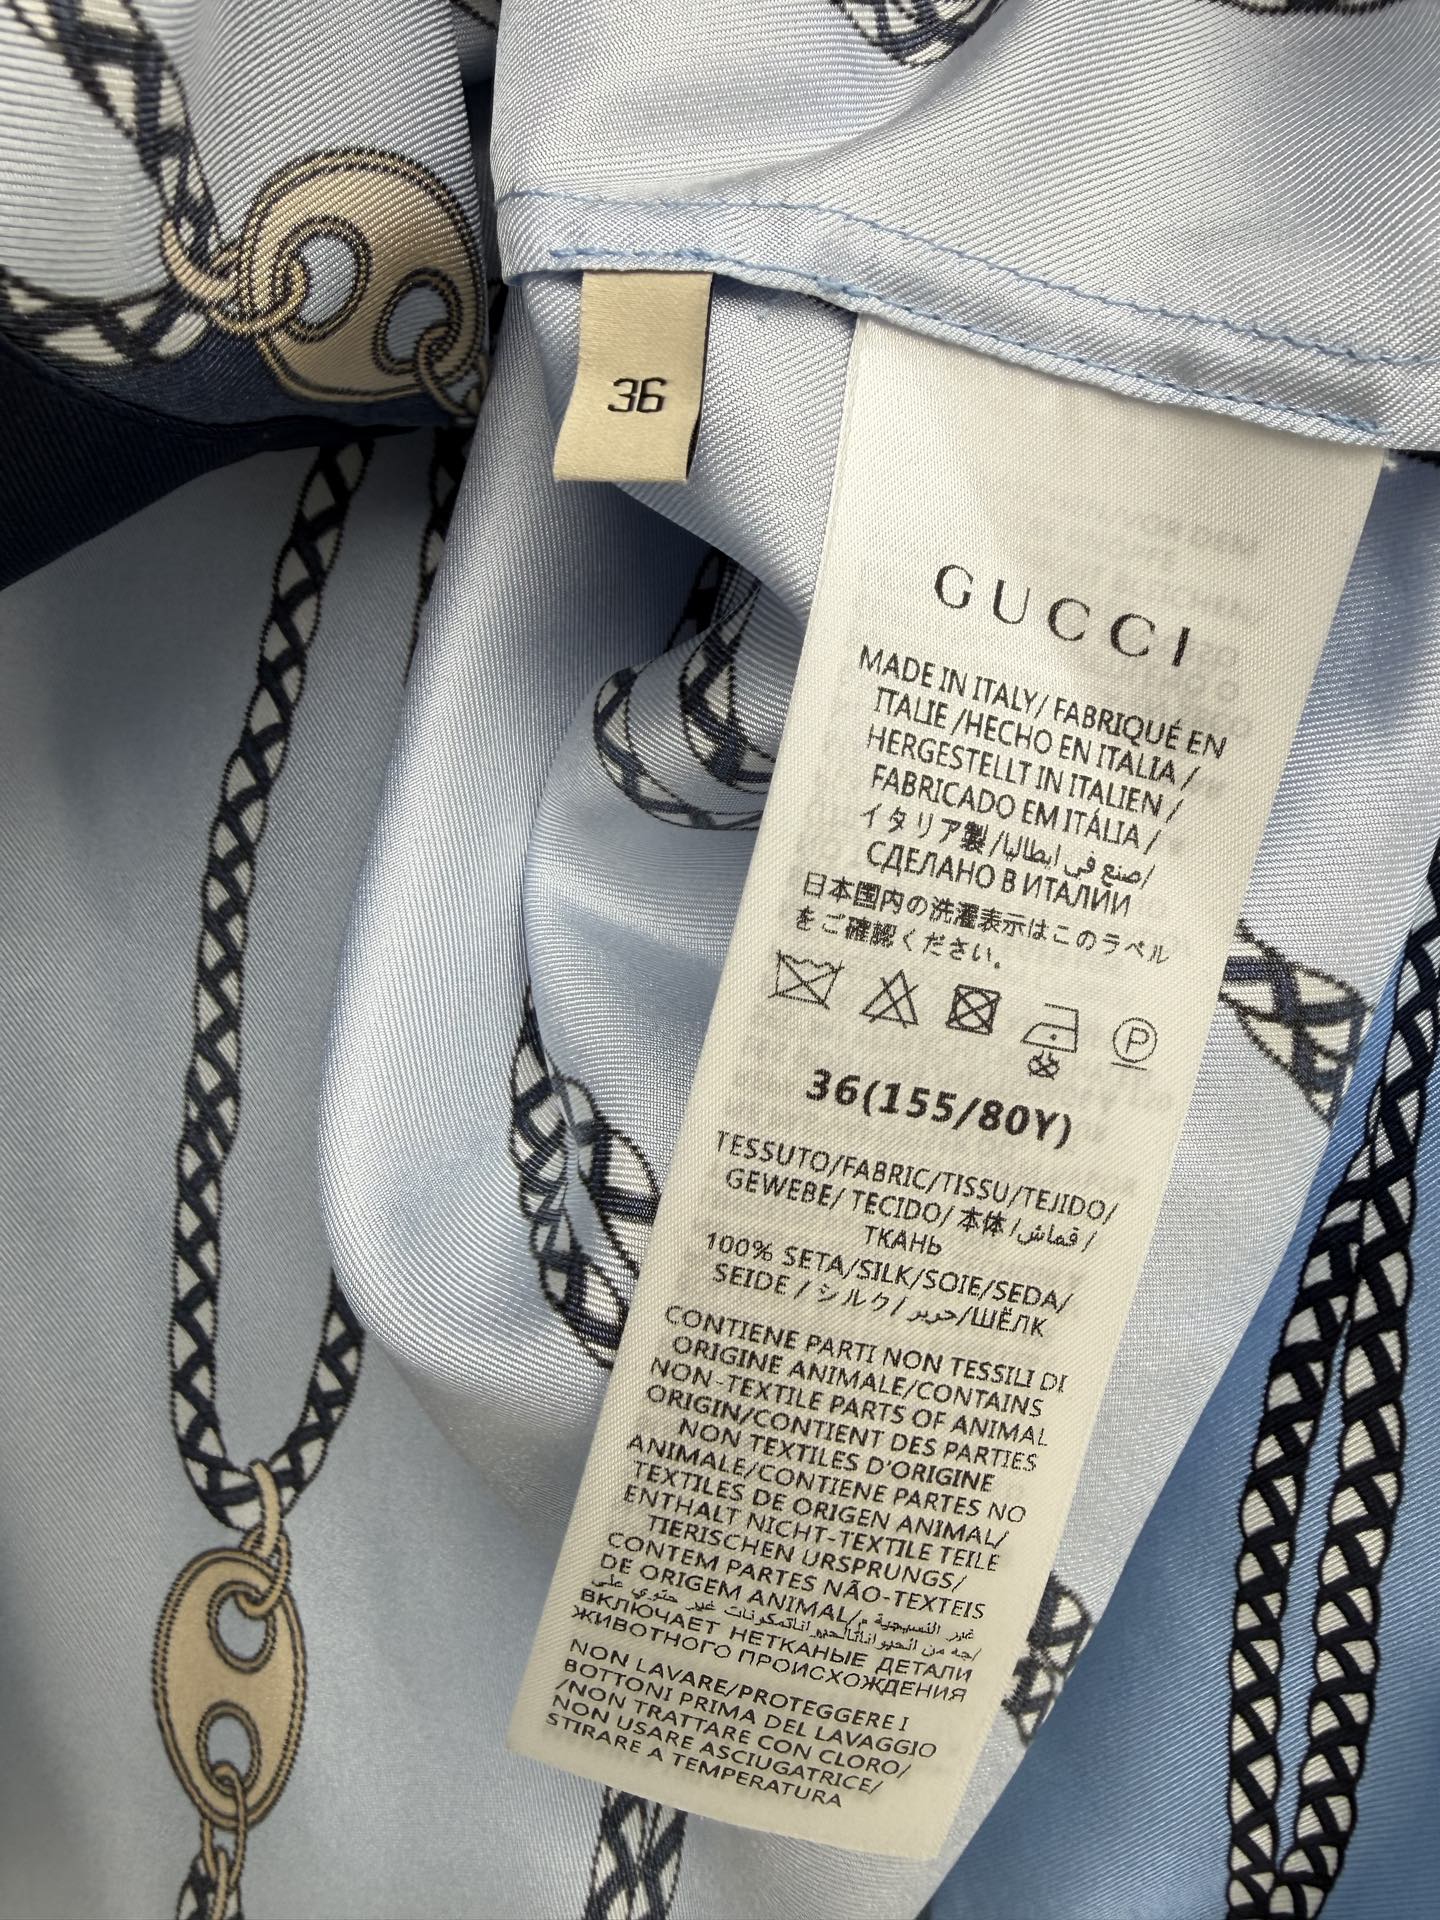 36
GUCCI
MADE IN ITALY/ FABRIQUÉ EN
ITALIE /HECHO EN ITALIA /
HERGESTELLT IN ITALIEN /
FABRICADO EM ITÁLIA /
イタリア製/صنع في ايطاليا/
СДЕЛАНО В ИТАЛИИ
日本国内の洗濯表示はこのラベル
をご確認ください。
P
36(155/80Y)
TESSUTO/FABRIC/TISSU/TEJIDO/
GEWEBE/ TECIDO/ 本体/قماش/
ТКАНЬ
100% SETA/SILK/SOIE/SEDA/
SEIDE / シルク/حرير/ШЁЛК
CONTIENE PARTI NON TESSILI DI
ORIGINE ANIMALE/CONTAINS
NON-TEXTILE PARTS OF ANIMAL
ORIGIN/CONTIENT DES PARTIES
NON TEXTILES D'ORIGINE
ANIMALE/CONTIENE PARTES NO
TEXTILES DE ORIGEN ANIMAL/
ENTHALT NICHT-TEXTILE TEILE
TIERISCHEN URSPRUNGS/
CONTEM PARTES NÃO-TEXTEIS
DE ORIGEM ANIMAL/
ВКЛЮЧАЕТ НЕТКАНЫЕ ДЕТАЛИ
ЖИВОТНОГО ПРОИСХОЖДЕНИЯ
NON LAVARE/PROTEGGERE I
BOTTONI PRIMA DEL LAVAGGIO
/NON TRATTARE CON CLORO/
NON USARE ASCIUGATRICE/
STIRARE A TEMPERATURA